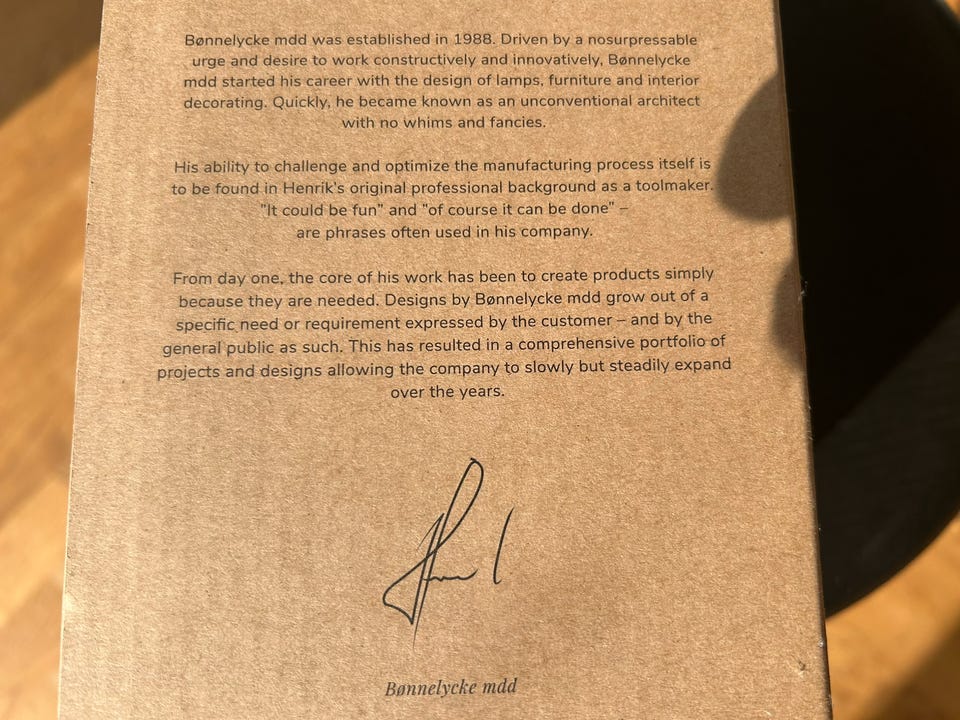 Bønnelycke mdd was established in 1988. Driven by a nosurpressable
urge and desire to work constructively and innovatively, Bønnelycke
mdd started his career with the design of lamps, furniture and interior
decorating. Quickly, he became known as an unconventional architect
with no whims and fancies.
His ability to challenge and optimize the manufacturing process itself is
to be found in Henrik's original professional background as a toolmaker.
"It could be fun" and "of course it can be done" –
are phrases often used in his company.
From day one, the core of his work has been to create products simply
because they are needed. Designs by Bønnelycke mdd grow out of a
specific need or requirement expressed by the customer – and by the
general public as such. This has resulted in a comprehensive portfolio of
projects and designs allowing the company to slowly but steadily expand
over the years.
Bønnelycke mdd